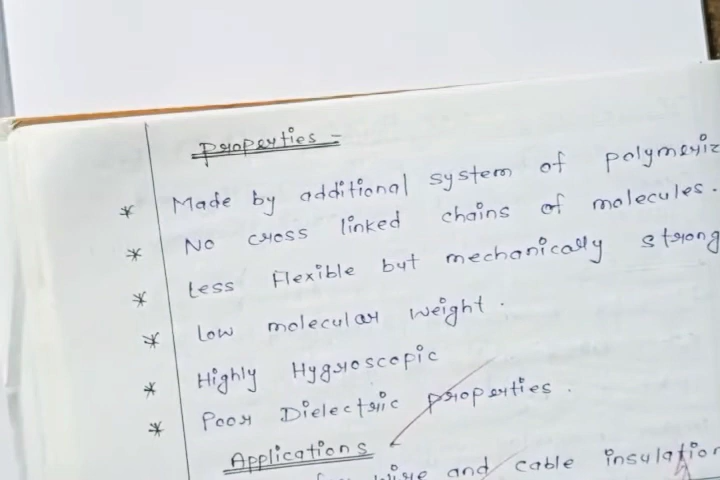 Properties -
* Made by additional system of polymeriz
* No cross linked chains of molecules.
* Less Flexible but mechanically strong
* Low molecular weight.
* Highly Hygroscopic
* Poor Dielectric properties.
Applications
wire and cable insulation